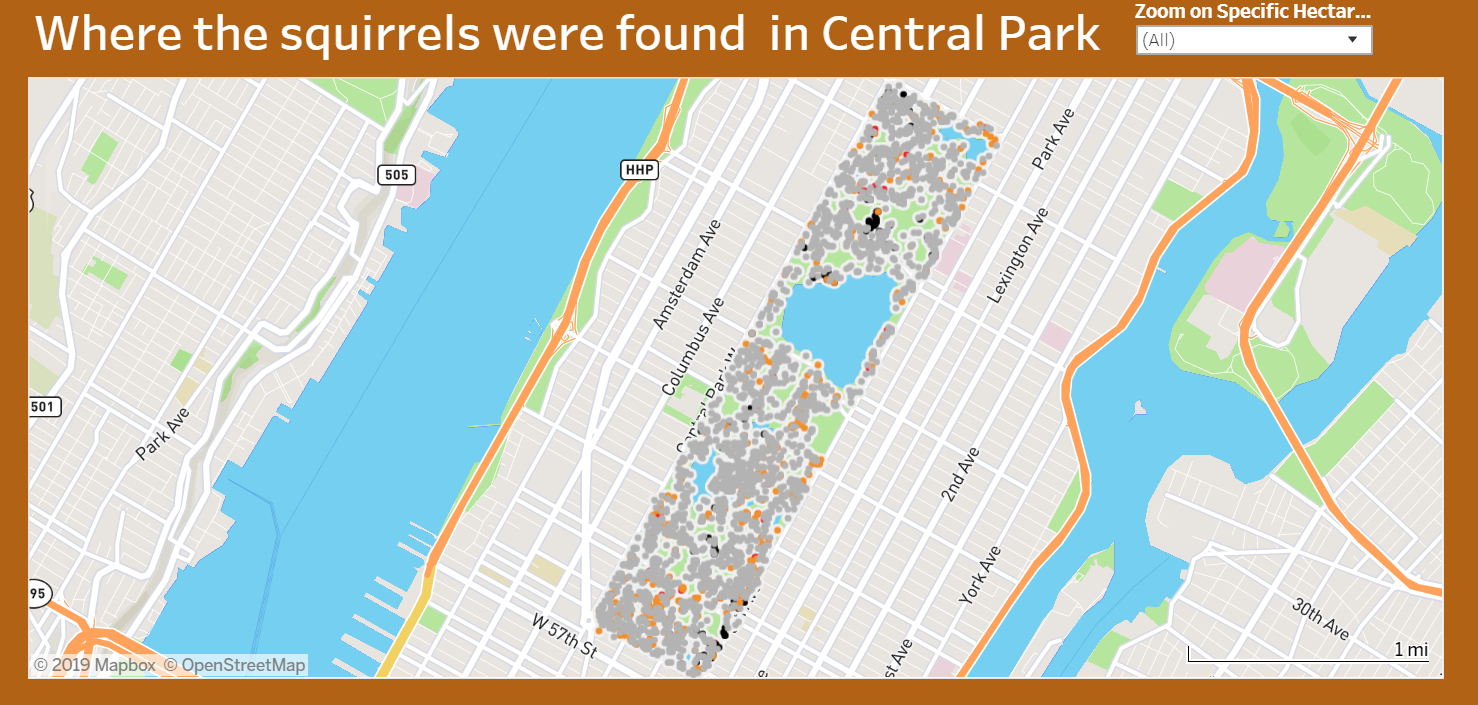 Where the squirrels were found in Central Park
Zoom on Specific Hectar...
(All)
505
HHP
Park Ave
Amsterdam Ave
Lexington Ave
Columbus Ave
501
Park Ave
2nd Ave
95
York Ave
W 57th St
30th Ave
st Ave
1 mi
© 2019 Mapbox © OpenStreetMap